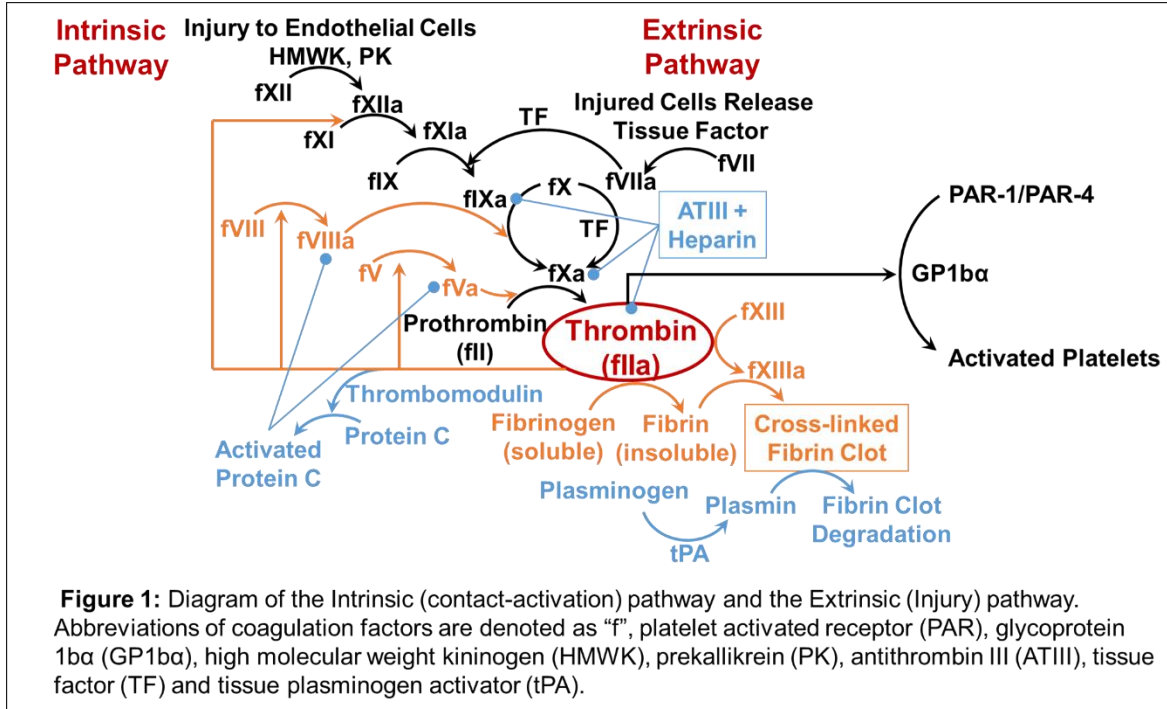 Intrinsic
Pathway
Injury to Endothelial Cells
HMWK, PK
fXII
fXIIa
fXI
fXIa
fIX
fIXa
Extrinsic
Pathway
Injured Cells Release
Tissue Factor
TF
fVII
fVIIa
fX
TF
fXa
ATIII +
Heparin
PAR-1/PAR-4
GP1bα
Activated Platelets
fVIII
fVIIIa
fV
fVa
Prothrombin
(fII)
Thrombin
(fIIa)
fXIII
fXIIIa
Thrombomodulin
Protein C
Activated
Protein C
Fibrinogen
(soluble)
Fibrin
(insoluble)
Cross-linked
Fibrin Clot
Plasminogen
tPA
Plasmin
Fibrin Clot
Degradation
Figure 1: Diagram of the Intrinsic (contact-activation) pathway and the Extrinsic (Injury) pathway.
Abbreviations of coagulation factors are denoted as “f”, platelet activated receptor (PAR), glycoprotein
1bα (GP1bα), high molecular weight kininogen (HMWK), prekallikrein (PK), antithrombin III (ATIII), tissue
factor (TF) and tissue plasminogen activator (tPA).